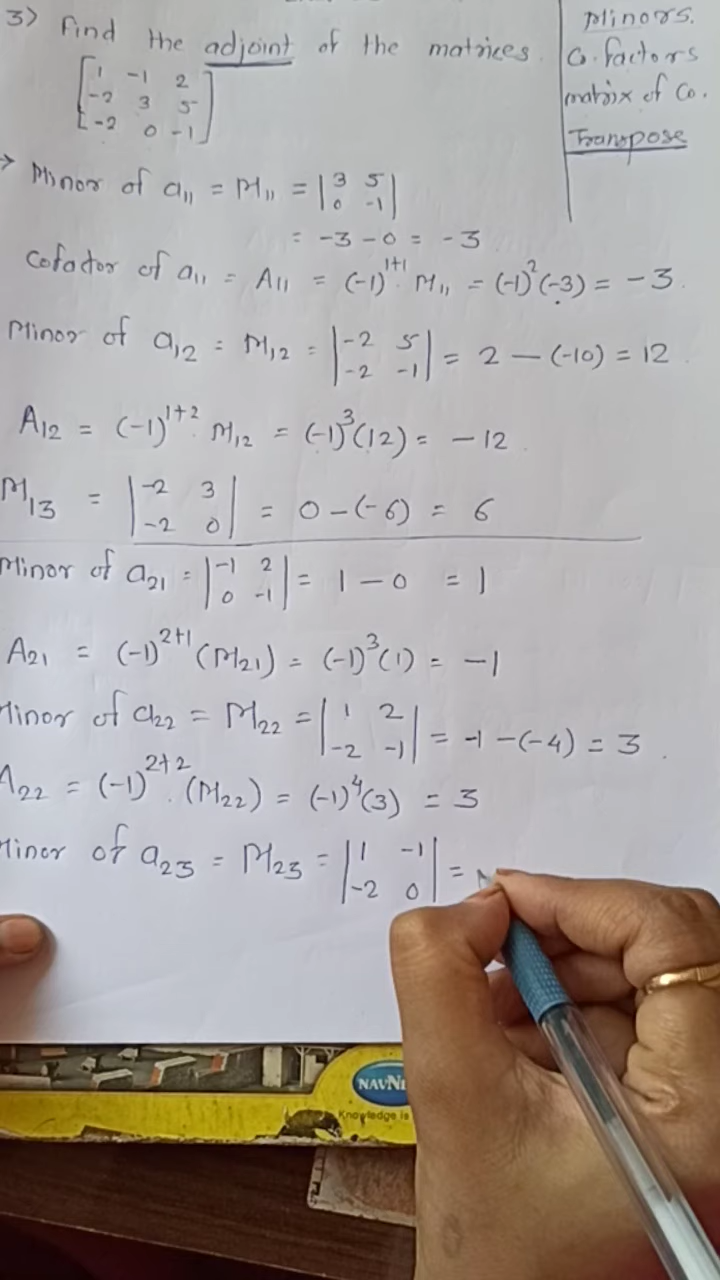 3) Find the adjoint of the matrices.
[1 -1 2
-2 3 5
-2 0 -1]
Minors.
Co.factors
matrix of Co.
Transpose
→ Minor of a11 = M11 = |3 5
0 -1|
= -3 - 0 = -3
Cofactor of a11 = A11 = (-1)^1+1 . M11 = (-1)^2 (-3) = -3.
Minor of a12 = M12 = |-2 5
-2 -1| = 2 - (-10) = 12.
A12 = (-1)^1+2 . M12 = (-1)^3 (12) = -12.
M13 = |-2 3
-2 0| = 0 - (-6) = 6
Minor of a21 = |-1 2
0 -1| = 1 - 0 = 1
A21 = (-1)^2+1 (M21) = (-1)^3 (1) = -1
Minor of a22 = M22 = |1 2
-2 -1| = -1 - (-4) = 3.
A22 = (-1)^2+2 . (M22) = (-1)^4 (3) = 3
Minor of a23 = M23 = |1 -1
-2 0| =
NAVNE
Knowledge is